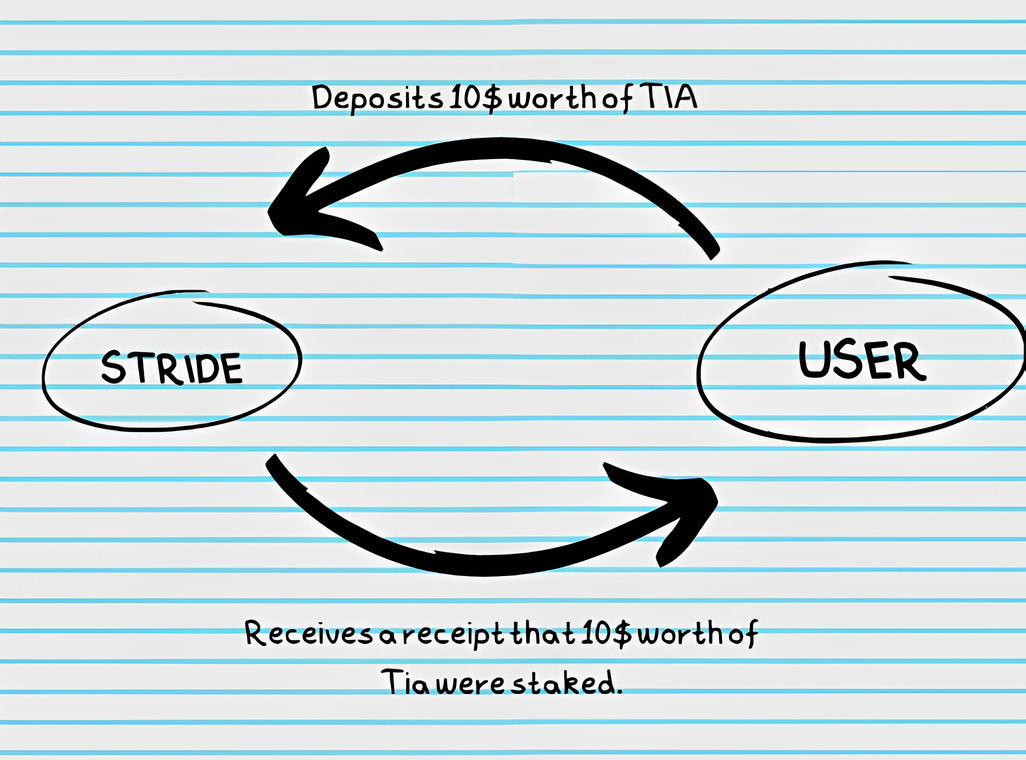 Deposits 10$ worth of TIA
STRIDE
USER
Receives a receipt that 10$ worth of
Tia were staked.